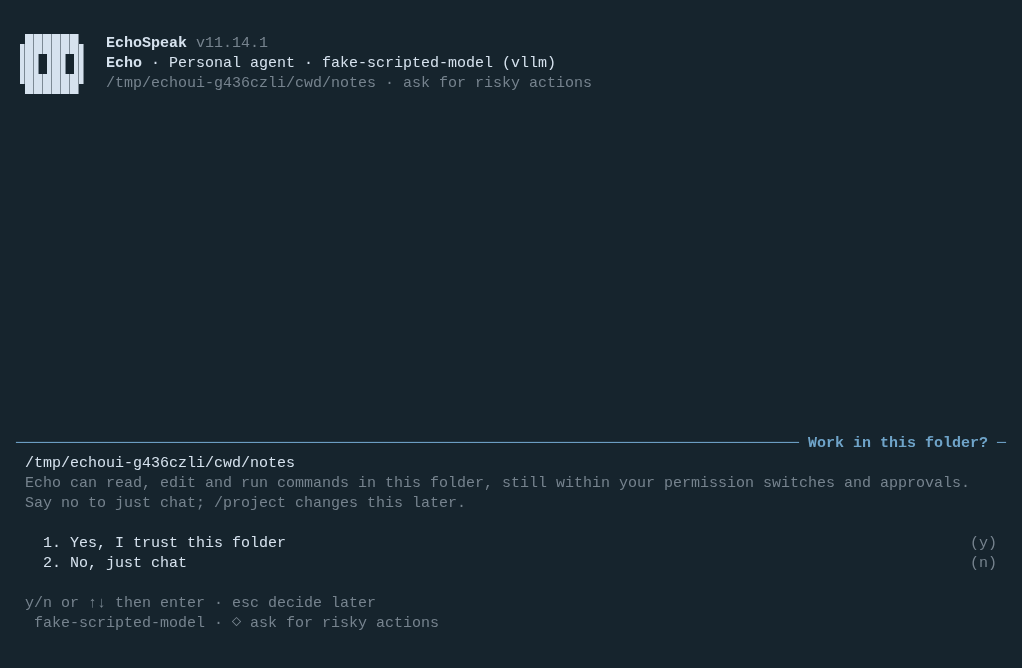 EchoSpeak v11.14.1
Echo · Personal agent · fake-scripted-model (vllm)
/tmp/echoui-g436czli/cwd/notes · ask for risky actions
Work in this folder?
/tmp/echoui-g436czli/cwd/notes
Echo can read, edit and run commands in this folder, still within your permission switches and approvals.
Say no to just chat; /project changes this later.
1. Yes, I trust this folder (y)
2. No, just chat (n)
y/n or ↑↓ then enter · esc decide later
fake-scripted-model · ◇ ask for risky actions